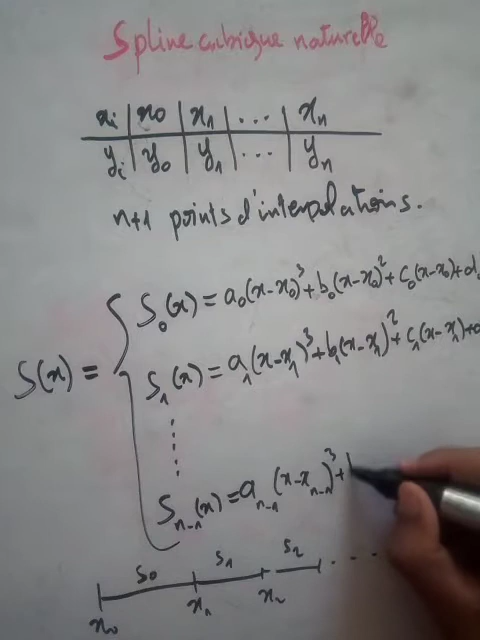 Spline cubique naturelle
xi | x0 | x1 | ... | xn
yi | y0 | y1 | ... | yn
n+1 points d'interpolations.
S(x) =
S0(x) = a0(x-x0)^3 + b0(x-x0)^2 + c0(x-x0) + d0
S1(x) = a1(x-x1)^3 + b1(x-x1)^2 + c1(x-x1) +
Sn-1(x) = an-1(x-xn-1)^3 +
S0 S1 S2 ....
x0 x1 x2